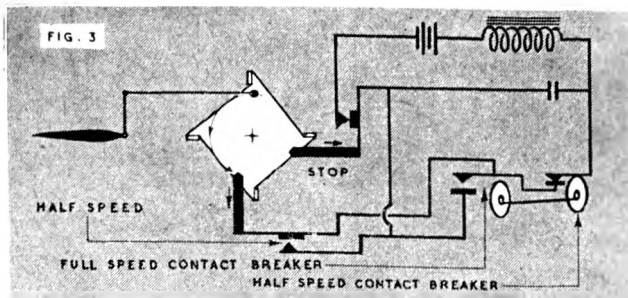 FIG. 3
STOP
HALF SPEED
FULL SPEED CONTACT BREAKER
HALF SPEED CONTACT BREAKER